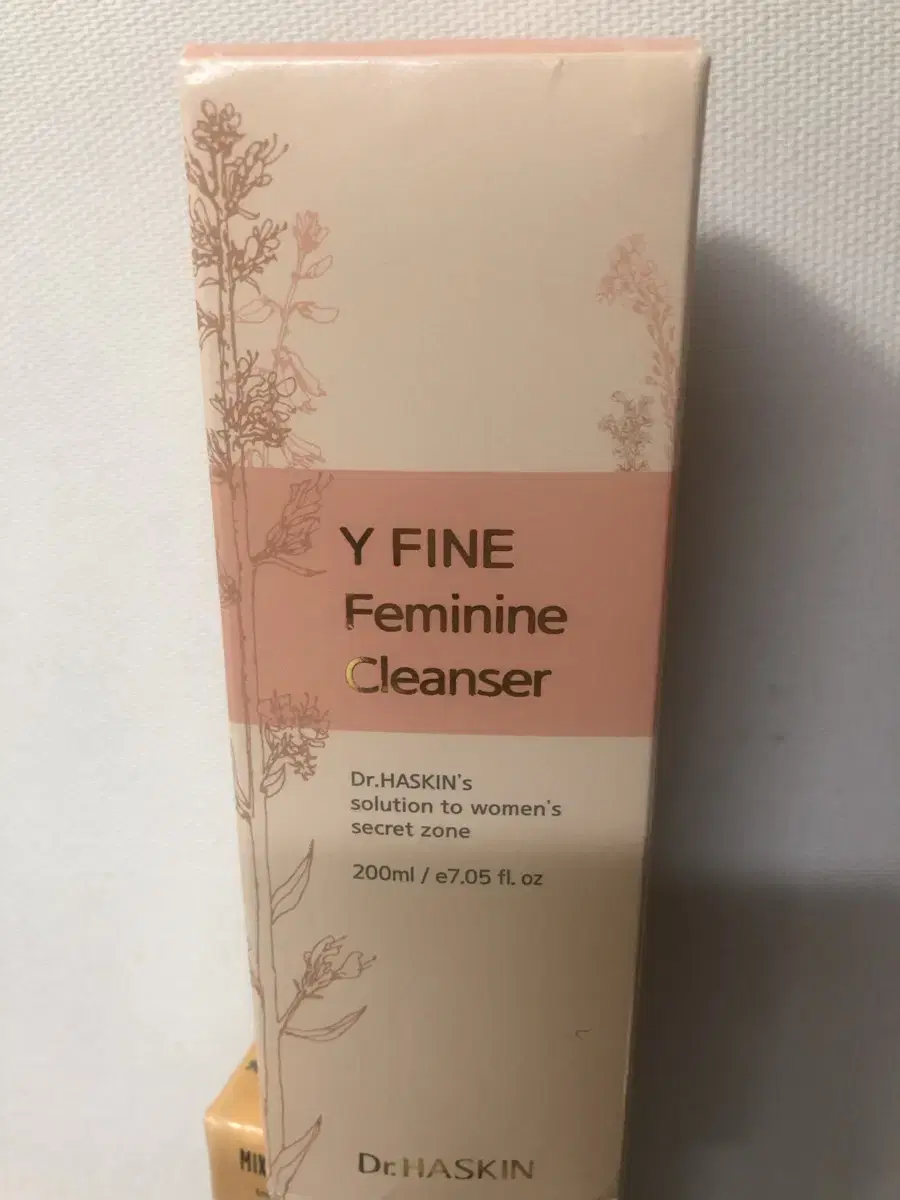 Y FINE
Feminine
Cleanser
Dr.HASKIN's
solution to women's
secret zone
200ml / e7.05 fl. oz
Dr.HASKIN
MIX